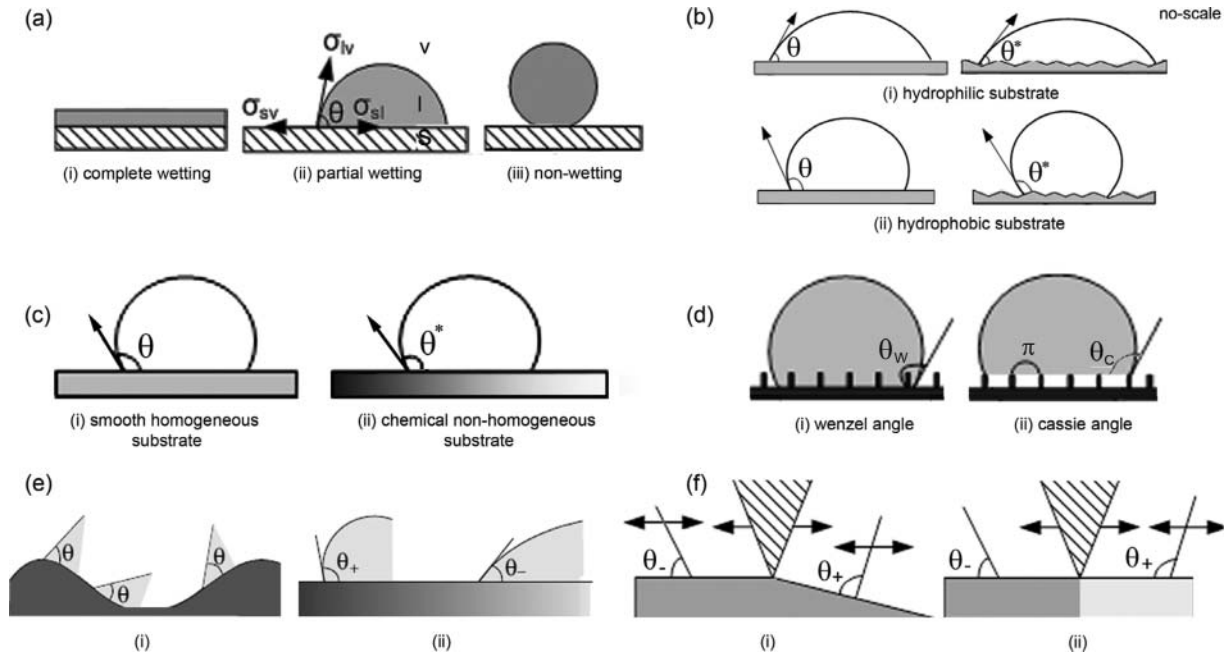 (a)
σlv
v
σsv
θ
σsl
l
S
(i) complete wetting
(ii) partial wetting
(iii) non-wetting
(b)
no-scale
θ
θ*
(i) hydrophilic substrate
θ
θ*
(ii) hydrophobic substrate
(c)
θ
θ*
(i) smooth homogeneous
substrate
(ii) chemical non-homogeneous
substrate
(d)
θW
π
θC
(i) wenzel angle
(ii) cassie angle
(e)
θ
θ
θ
(i)
θ+
θ-
(ii)
(f)
θ-
θ+
(i)
θ-
θ+
(ii)